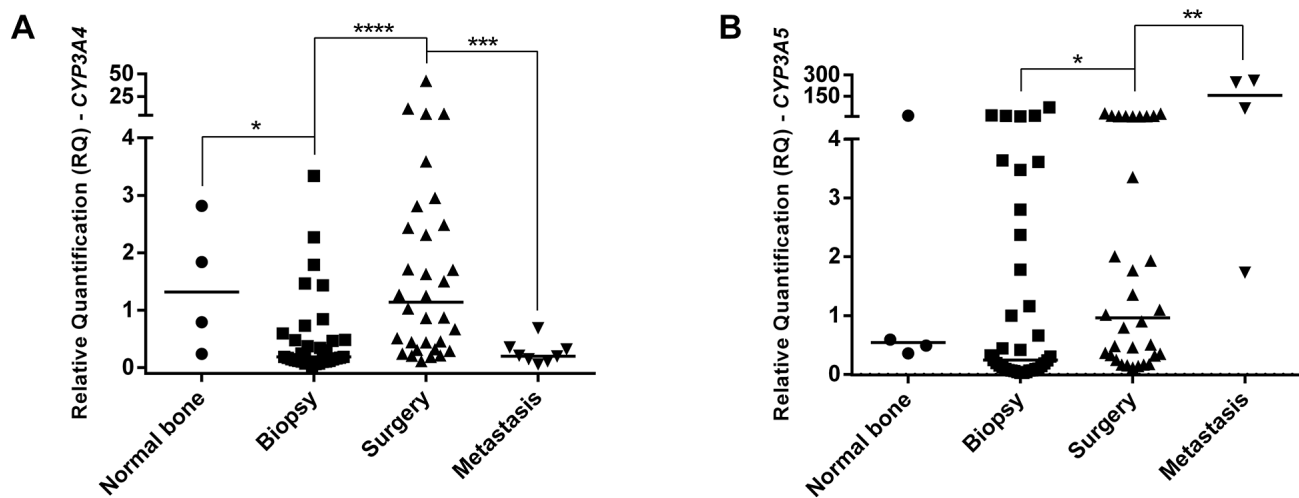 A
Relative Quantification (RQ) - CYP3A4
50
25
4
3
2
1
0
*
****
***
Normal bone
Biopsy
Surgery
Metastasis
B
Relative Quantification (RQ) - CYP3A5
300
150
4
3
2
1
0
*
**
Normal bone
Biopsy
Surgery
Metastasis